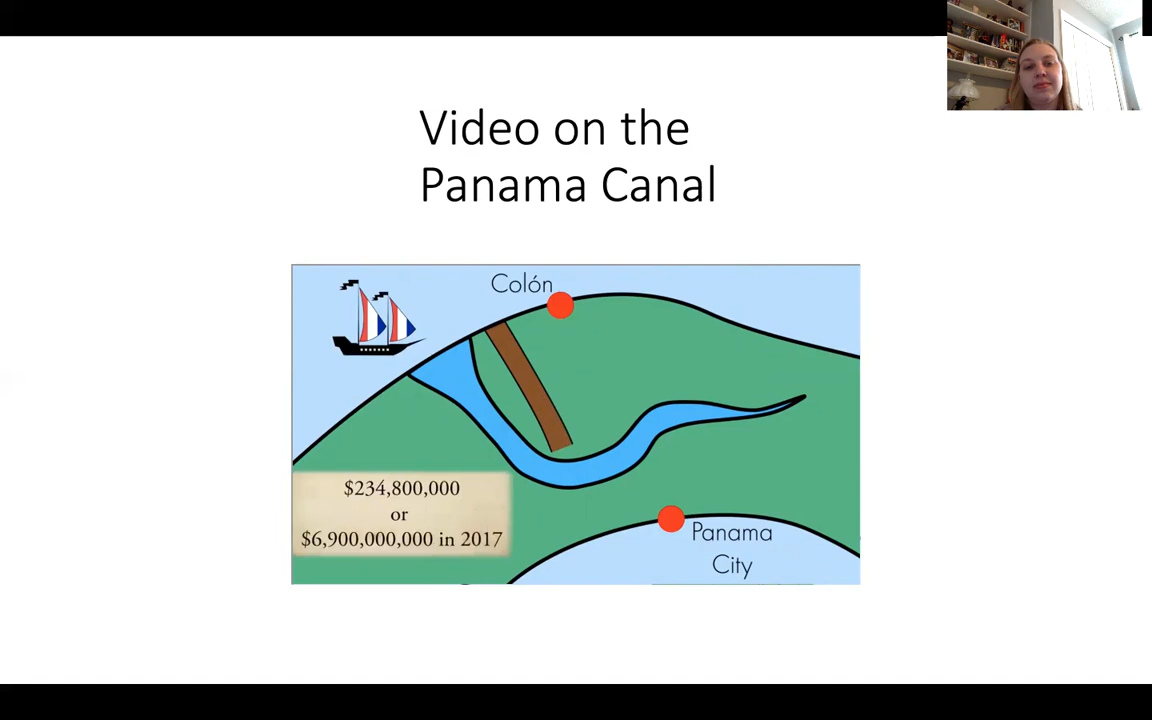 Video on the
Panama Canal
Colón
$234,800,000
or
$6,900,000,000 in 2017
Panama
City